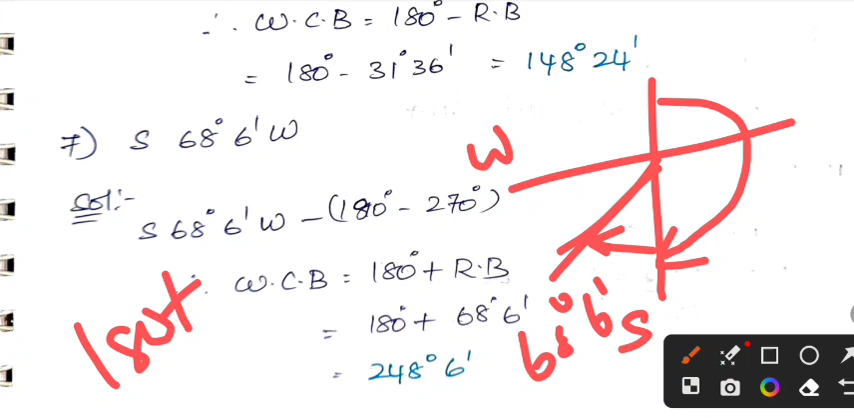 ∴ W.C.B = 180° - R.B
= 180° - 31°36' = 148°24'
7) S 68° 6' W
W
Sol:-
S 68° 6' W - (180° - 270°)
∴ W.C.B = 180° + R.B
= 180° + 68°6'
= 248° 6'
68° 6'
S